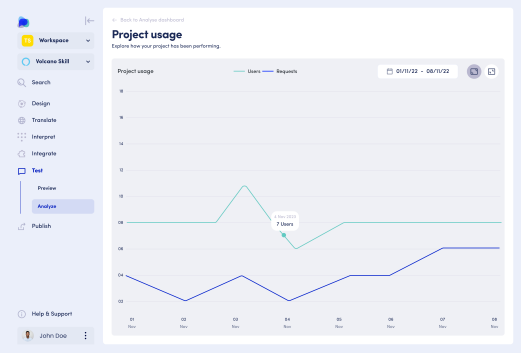 Workspace
Volcano Skill
Search
Design
Translate
Interpret
Integrate
Test
Preview
Analyze
Publish
Help & Support
John Doe
← Back to Analyze dashboard
Project usage
Explore how your project has been performing.
Project usage
Users
Requests
01/11/22 - 08/11/22
18
16
14
12
10
08
06
04
02
4 Nov, 2022
7 Users
01 02 03 04 05 06 07 08
Nov Nov Nov Nov Nov Nov Nov Nov